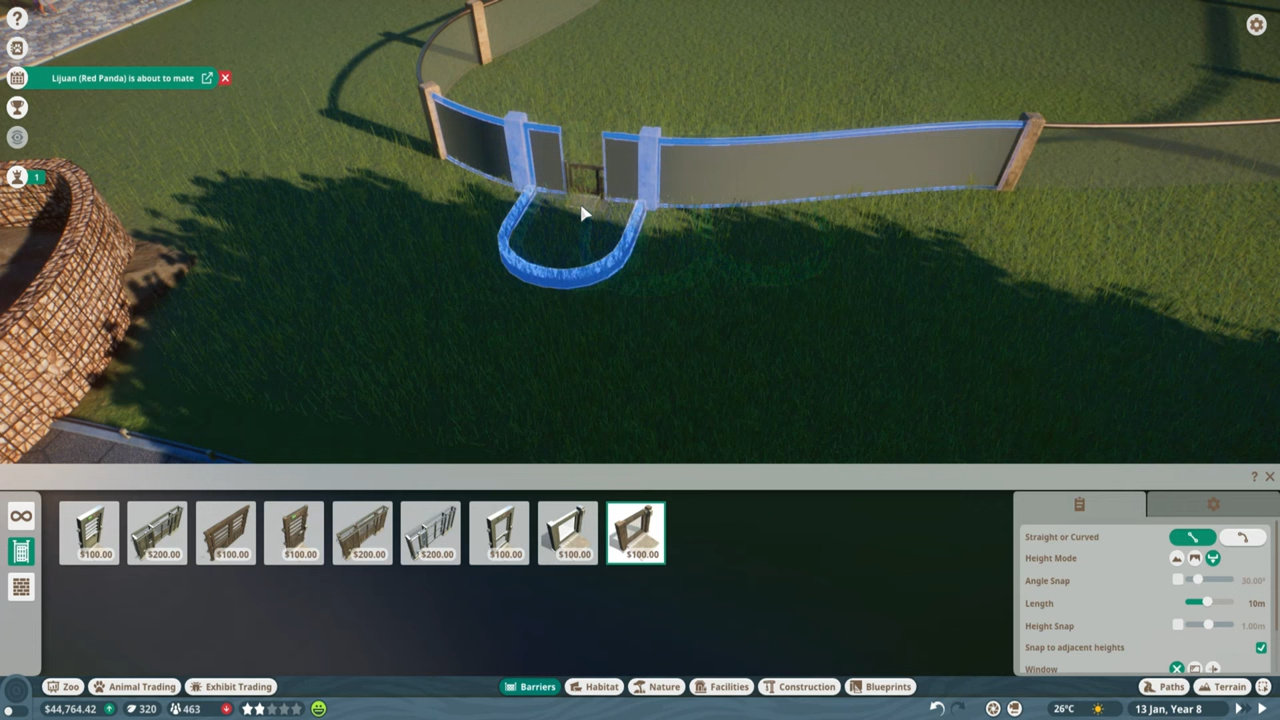 ?
Lijuan (Red Panda) is about to mate
1
?
$100.00
$200.00
$100.00
$100.00
$200.00
$200.00
$100.00
$100.00
$100.00
Straight or Curved
Height Mode
Angle Snap 30.00°
Length 10m
Height Snap 1.00m
Snap to adjacent heights
Window
Zoo
Animal Trading
Exhibit Trading
Barriers
Habitat
Nature
Facilities
Construction
Blueprints
Paths
Terrain
$44,764.42
320
463
26°C
13 Jan, Year 8